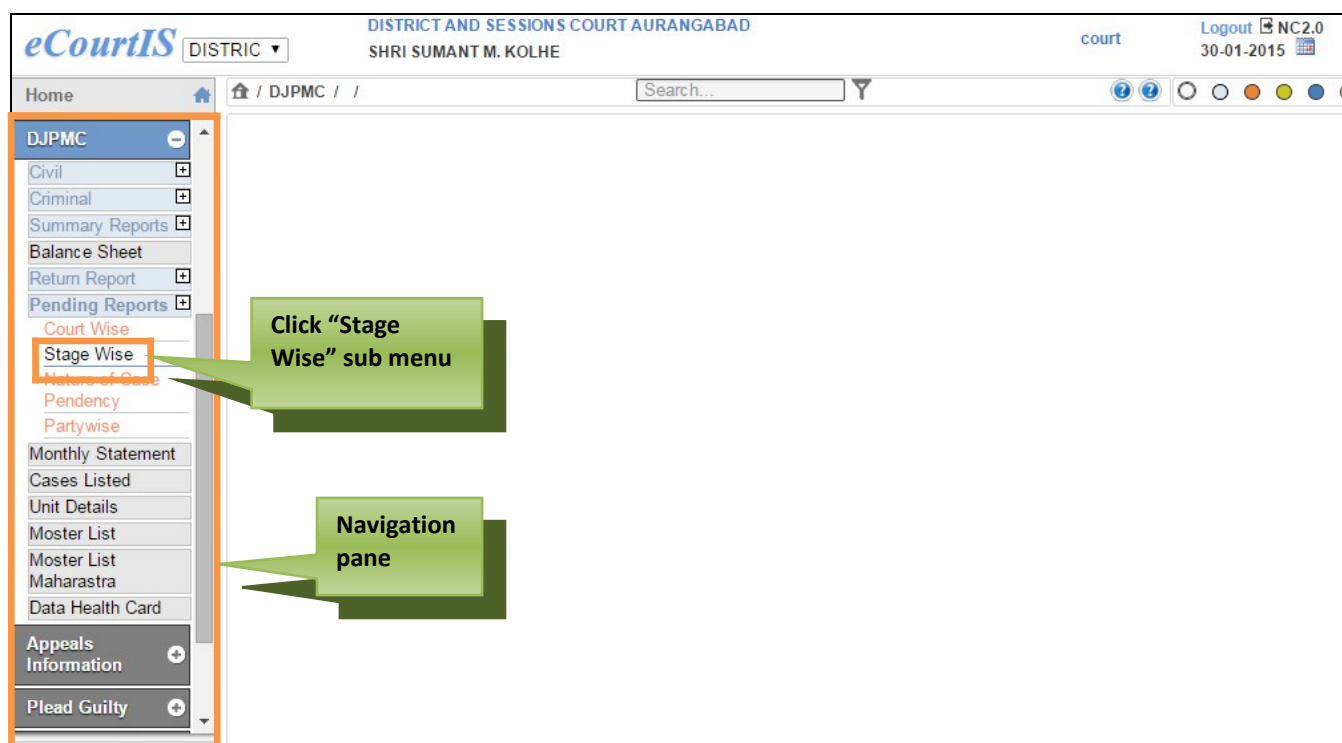 DISTRICT AND SESSIONS COURT AURANGABAD
eCourtIS DISTRIC
SHRI SUMANT M. KOLHE
court
Logout NC2.0
30-01-2015
Home
/ DJPMC / /
Search...
DJPMC
Civil
Criminal
Summary Reports
Balance Sheet
Return Report
Pending Reports
Court Wise
Stage Wise
Nature of Case
Pendency
Partywise
Monthly Statement
Cases Listed
Unit Details
Moster List
Moster List
Maharastra
Data Health Card
Appeals
Information
Plead Guilty
Click “Stage
Wise” sub menu
Navigation
pane